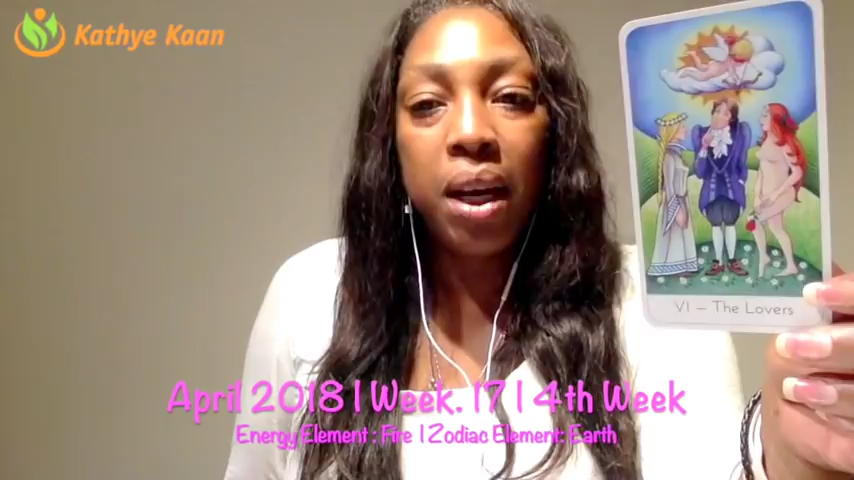 Kathye Kaan
VI – The Lovers
April 2018 | Week. 17 | 4th Week
Energy Element : Fire | Zodiac Element: Earth